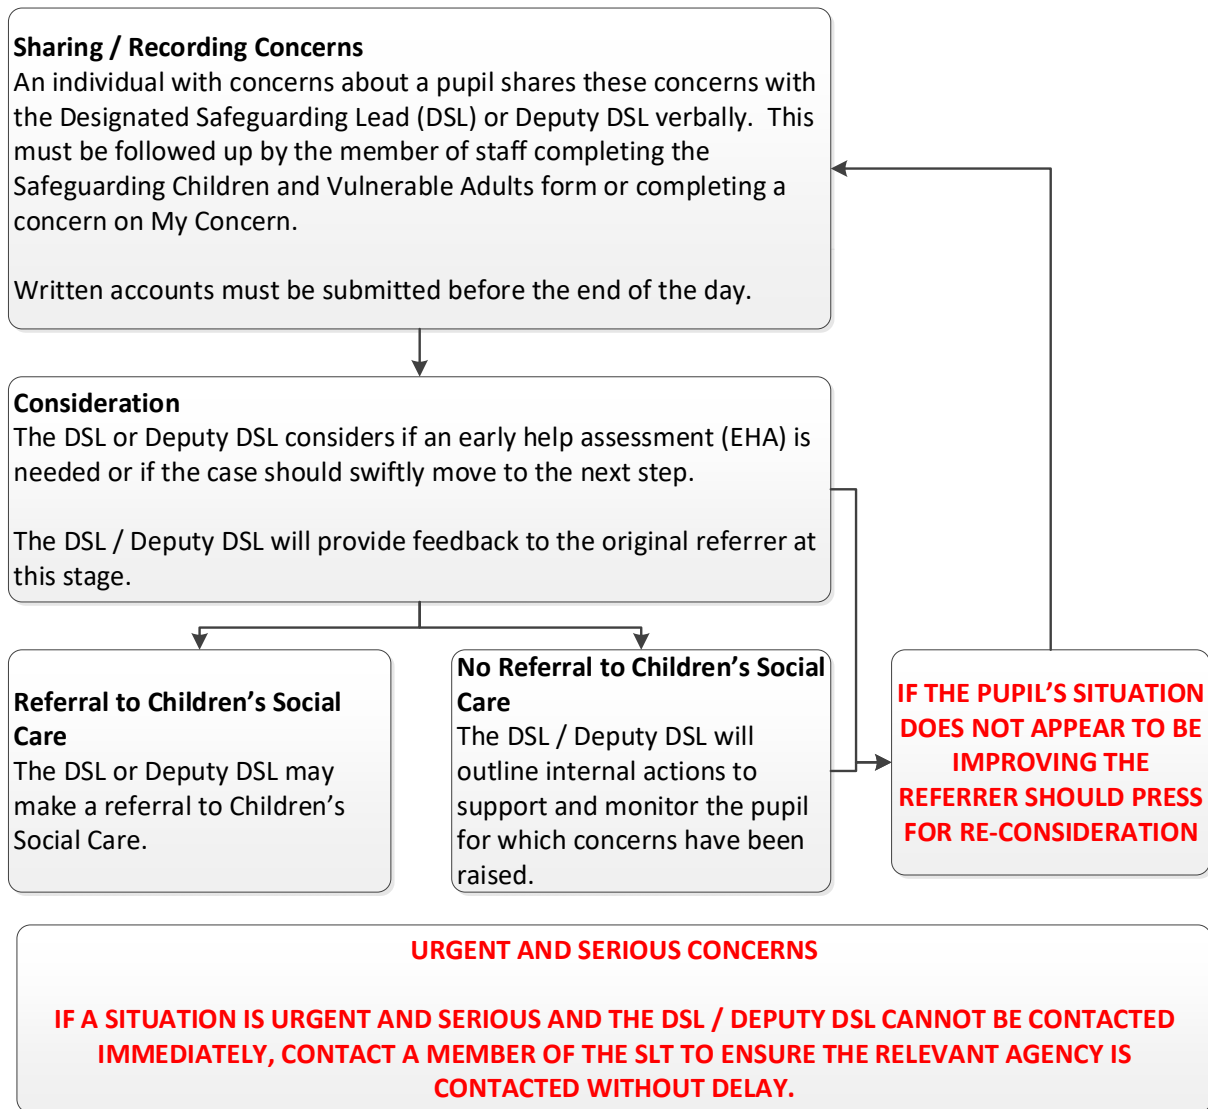 Sharing / Recording Concerns
An individual with concerns about a pupil shares these concerns with
the Designated Safeguarding Lead (DSL) or Deputy DSL verbally.  This
must be followed up by the member of staff completing the
Safeguarding Children and Vulnerable Adults form or completing a
concern on My Concern.
Written accounts must be submitted before the end of the day.
Consideration
The DSL or Deputy DSL considers if an early help assessment (EHA) is
needed or if the case should swiftly move to the next step.
The DSL / Deputy DSL will provide feedback to the original referrer at
this stage.
Referral to Children’s Social
Care
The DSL or Deputy DSL may
make a referral to Children’s
Social Care.
No Referral to Children’s Social
Care
The DSL / Deputy DSL will
outline internal actions to
support and monitor the pupil
for which concerns have been
raised.
IF THE PUPIL’S SITUATION
DOES NOT APPEAR TO BE
IMPROVING THE
REFERRER SHOULD PRESS
FOR RE-CONSIDERATION
URGENT AND SERIOUS CONCERNS
IF A SITUATION IS URGENT AND SERIOUS AND THE DSL / DEPUTY DSL CANNOT BE CONTACTED
IMMEDIATELY, CONTACT A MEMBER OF THE SLT TO ENSURE THE RELEVANT AGENCY IS
CONTACTED WITHOUT DELAY.